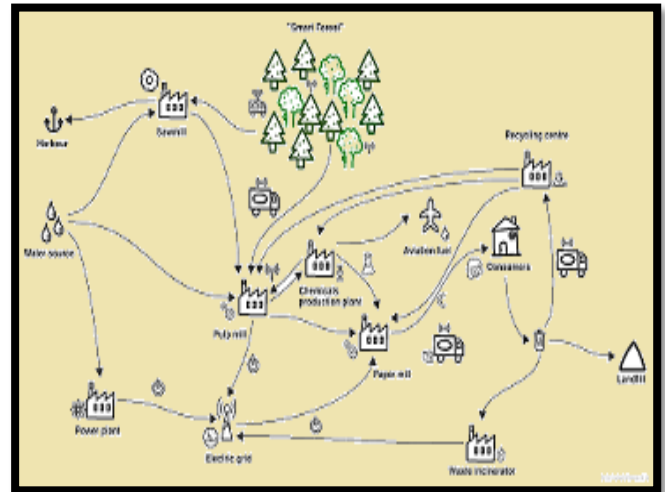 "Smart Forest"
Harbour
Sawmill
Recycling centre
Water source
Aviation fuel
Consumers
Chemicals
production plant
Pulp mill
Paper mill
Landfill
Power plant
Electric grid
Waste incinerator